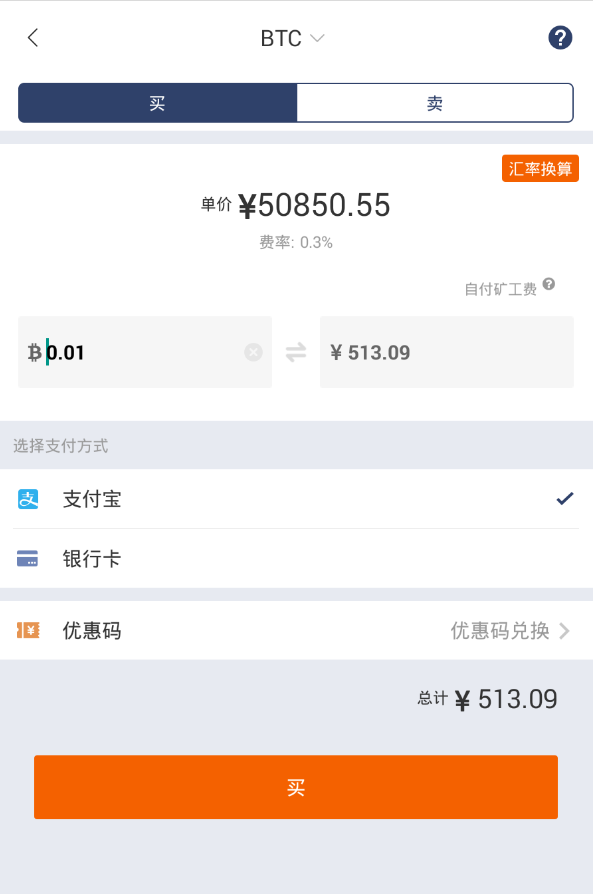 BTC
买
卖
汇率换算
单价 ¥50850.55
费率: 0.3%
自付矿工费
0.01
¥ 513.09
选择支付方式
支付宝
银行卡
优惠码
优惠码兑换
总计 ¥ 513.09
买